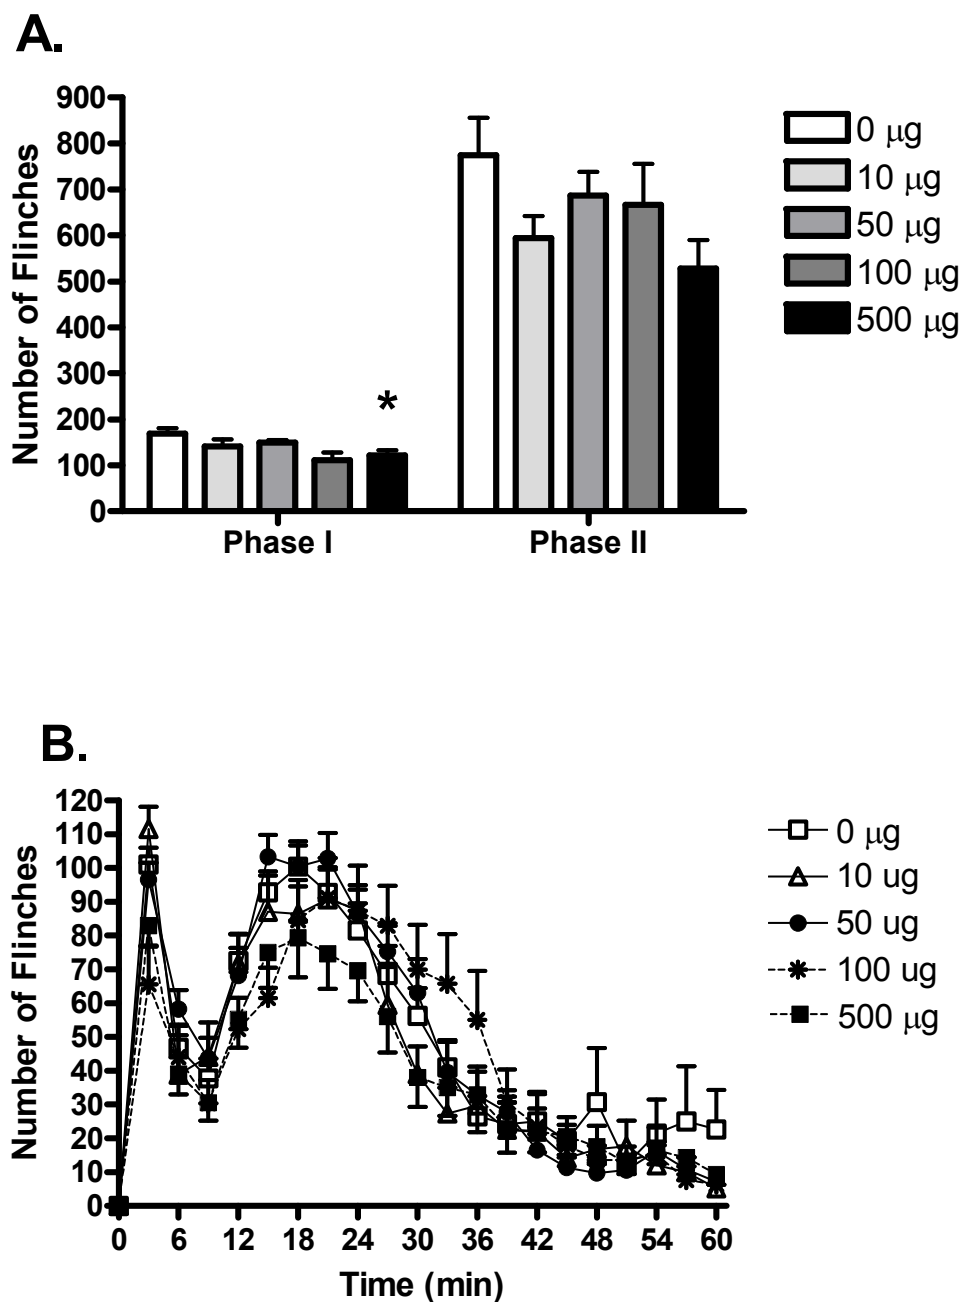 A.
Number of Flinches
900
800
700
600
500
400
300
200
100
0
*
Phase I
Phase II
0 μg
10 μg
50 μg
100 μg
500 μg
B.
Number of Flinches
120
110
100
90
80
70
60
50
40
30
20
10
0
0 6 12 18 24 30 36 42 48 54 60
Time (min)
0 μg
10 ug
50 ug
100 ug
500 μg